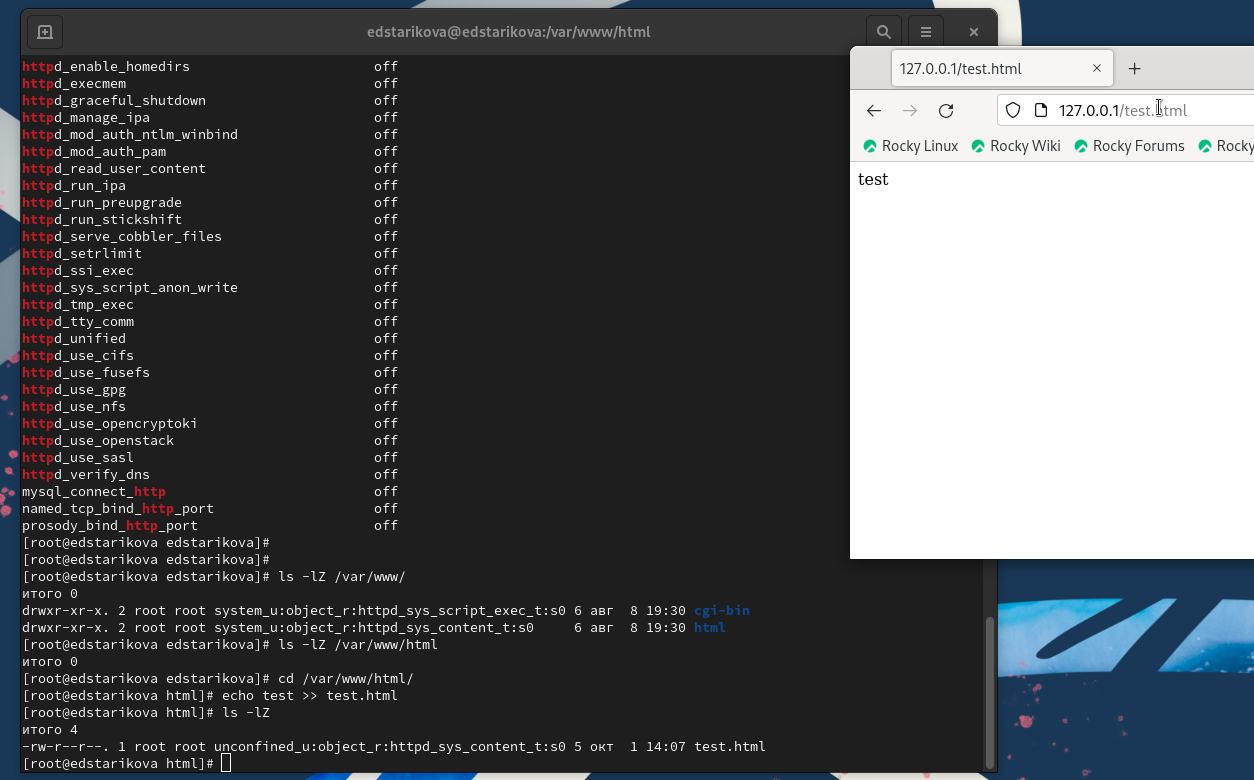 edstarikova@edstarikova:/var/www/html
httpd_enable_homedirs off
httpd_execmem off
httpd_graceful_shutdown off
httpd_manage_ipa off
httpd_mod_auth_ntlm_winbind off
httpd_mod_auth_pam off
httpd_read_user_content off
httpd_run_ipa off
httpd_run_preupgrade off
httpd_run_stickshift off
httpd_serve_cobbler_files off
httpd_setrlimit off
httpd_ssi_exec off
httpd_sys_script_anon_write off
httpd_tmp_exec off
httpd_tty_comm off
httpd_unified off
httpd_use_cifs off
httpd_use_fusefs off
httpd_use_gpg off
httpd_use_nfs off
httpd_use_opencryptoki off
httpd_use_openstack off
httpd_use_sasl off
httpd_verify_dns off
mysql_connect_http off
named_tcp_bind_http_port off
prosody_bind_http_port off
[root@edstarikova edstarikova]#
[root@edstarikova edstarikova]#
[root@edstarikova edstarikova]# ls -lZ /var/www/
итого 0
drwxr-xr-x. 2 root root system_u:object_r:httpd_sys_script_exec_t:s0 6 авг  8 19:30 cgi-bin
drwxr-xr-x. 2 root root system_u:object_r:httpd_sys_content_t:s0     6 авг  8 19:30 html
[root@edstarikova edstarikova]# ls -lZ /var/www/html
итого 0
[root@edstarikova edstarikova]# cd /var/www/html/
[root@edstarikova html]# echo test >> test.html
[root@edstarikova html]# ls -lZ
итого 4
-rw-r--r--. 1 root root unconfined_u:object_r:httpd_sys_content_t:s0 5 окт  1 14:07 test.html
[root@edstarikova html]#
127.0.0.1/test.html
127.0.0.1/test.html
Rocky Linux Rocky Wiki Rocky Forums Rocky
test